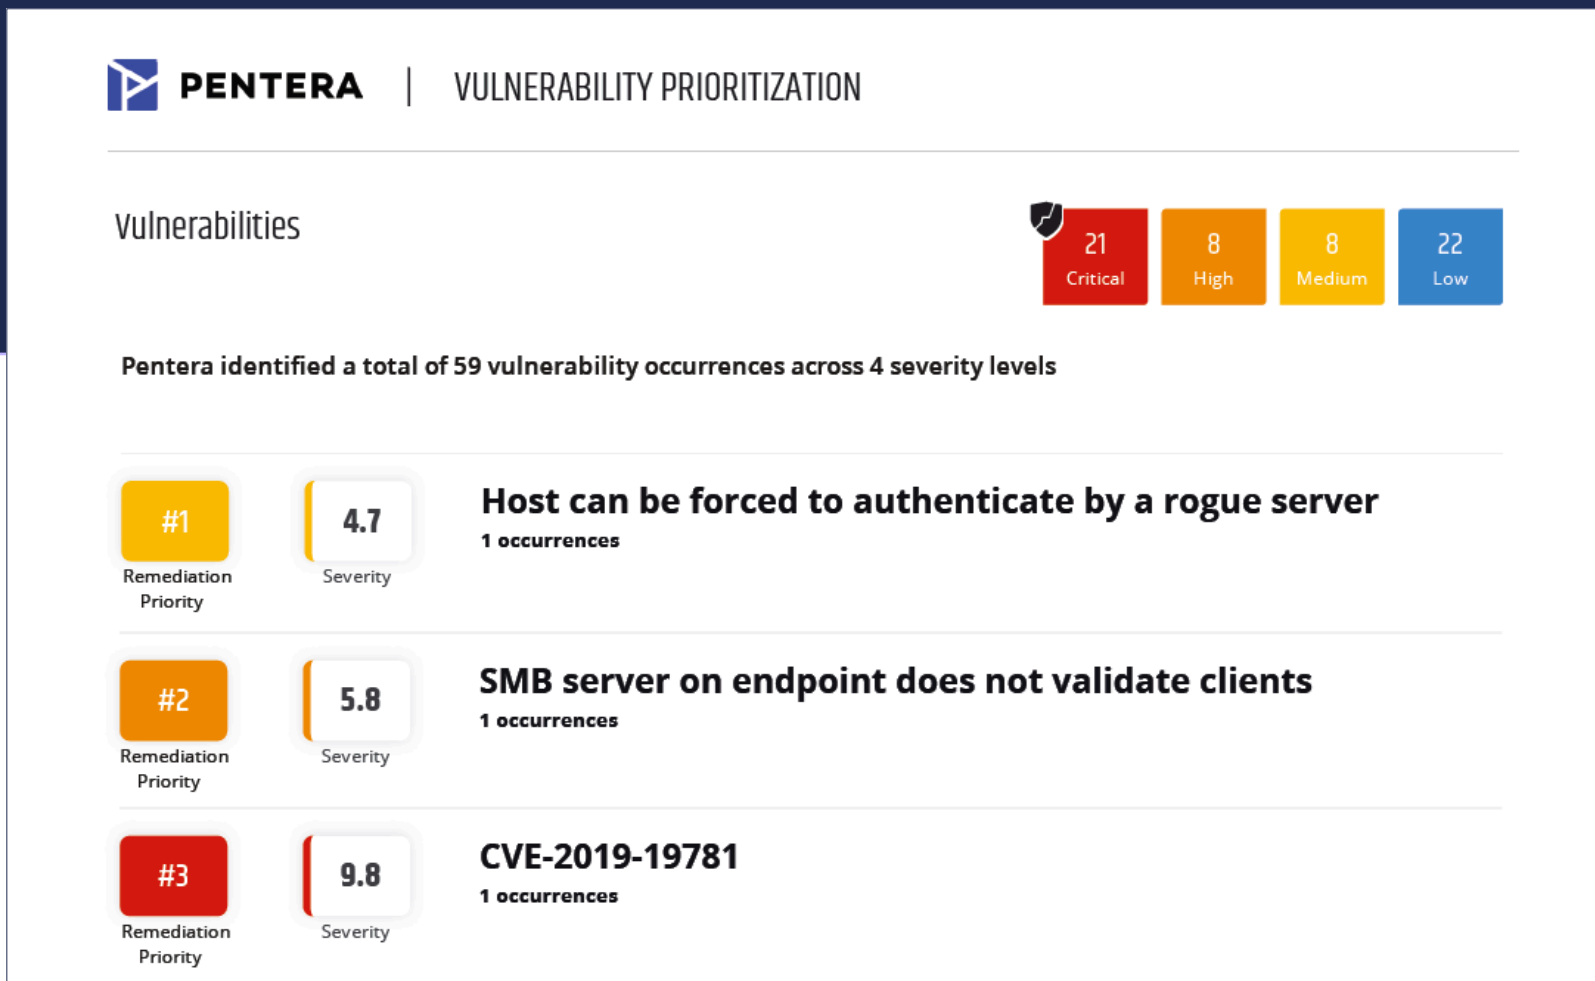 PENTERA | VULNERABILITY PRIORITIZATION
Vulnerabilities
21 8 8 22
Critical High Medium Low
Pentera identified a total of 59 vulnerability occurrences across 4 severity levels
#1 4.7 Host can be forced to authenticate by a rogue server
1 occurrences
Remediation Severity
Priority
#2 5.8 SMB server on endpoint does not validate clients
1 occurrences
Remediation Severity
Priority
#3 9.8 CVE-2019-19781
1 occurrences
Remediation Severity
Priority